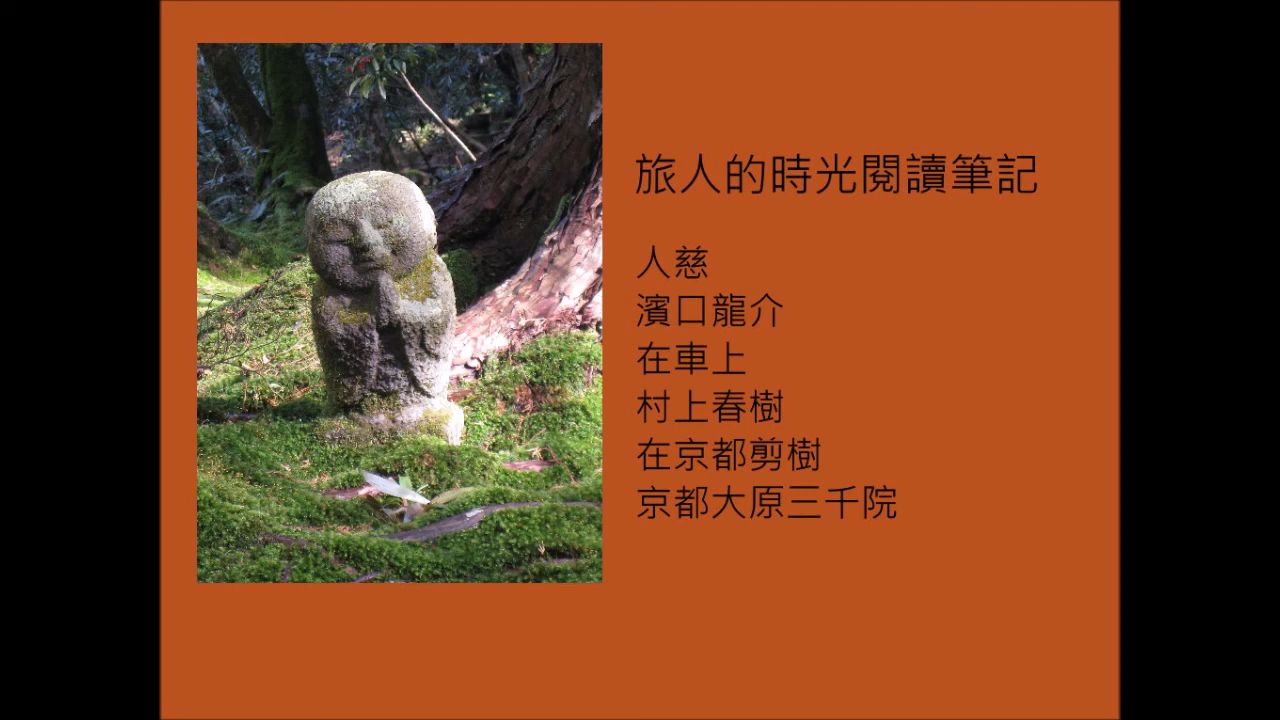 旅人的時光閱讀筆記
人慈
濱口龍介
在車上
村上春樹
在京都剪樹
京都大原三千院